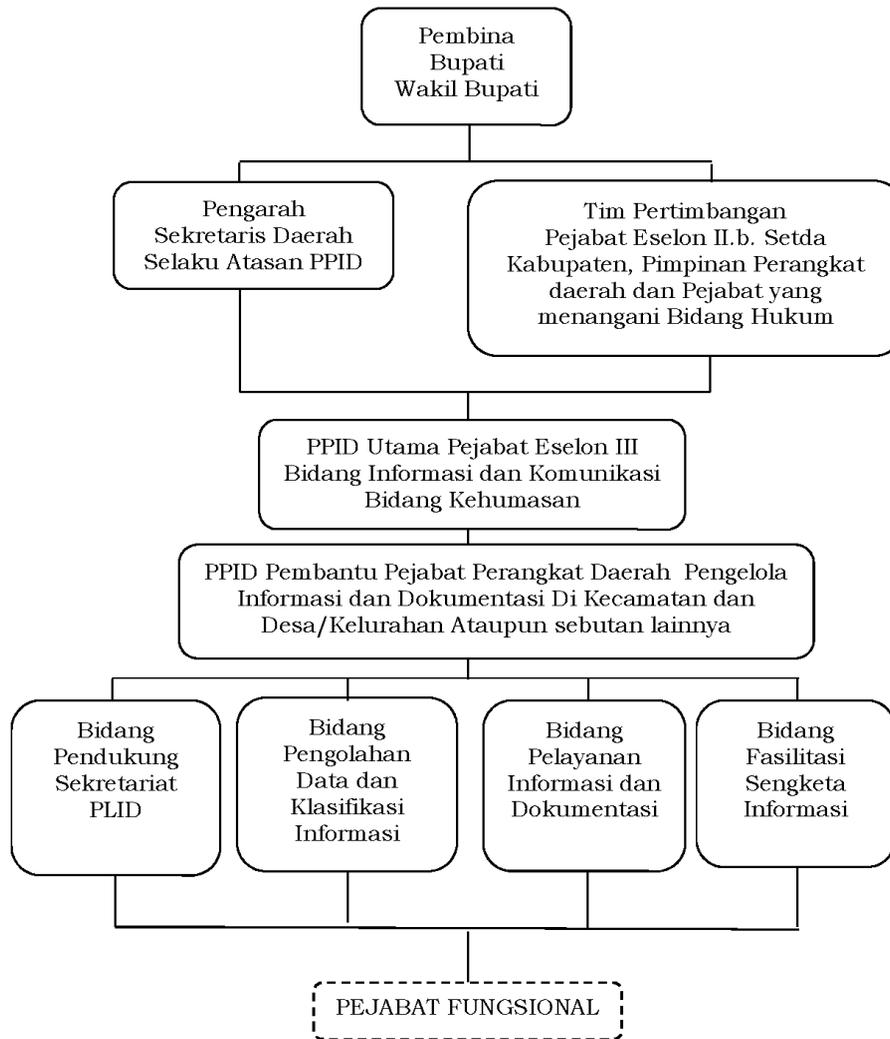 Pembina
Bupati
Wakil Bupati
Pengarah
Sekretaris Daerah
Selaku Atasan PPID
Tim Pertimbangan
Pejabat Eselon II.b. Setda
Kabupaten, Pimpinan Perangkat
daerah dan Pejabat yang
menangani Bidang Hukum
PPID Utama Pejabat Eselon III
Bidang Informasi dan Komunikasi
Bidang Kehumasan
PPID Pembantu Pejabat Perangkat Daerah Pengelola
Informasi dan Dokumentasi Di Kecamatan dan
Desa/Kelurahan Ataupun sebutan lainnya
Bidang
Pendukung
Sekretariat
PLID
Bidang
Pengolahan
Data dan
Klasifikasi
Informasi
Bidang
Pelayanan
Informasi dan
Dokumentasi
Bidang
Fasilitasi
Sengketa
Informasi
PEJABAT FUNGSIONAL